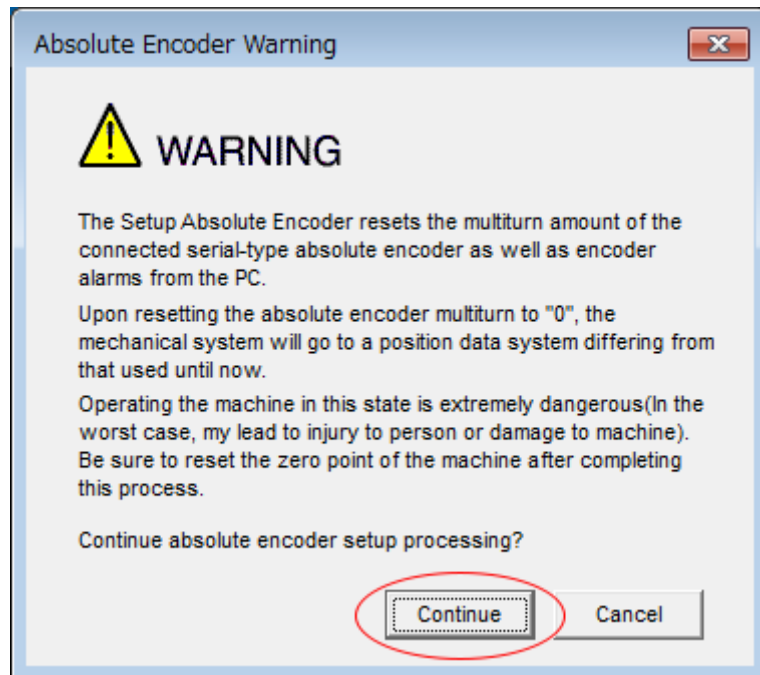 Absolute Encoder Warning
WARNING
The Setup Absolute Encoder resets the multiturn amount of the
connected serial-type absolute encoder as well as encoder
alarms from the PC.
Upon resetting the absolute encoder multiturn to "0", the
mechanical system will go to a position data system differing from
that used until now.
Operating the machine in this state is extremely dangerous(In the
worst case, my lead to injury to person or damage to machine).
Be sure to reset the zero point of the machine after completing
this process.
Continue absolute encoder setup processing?
Continue Cancel